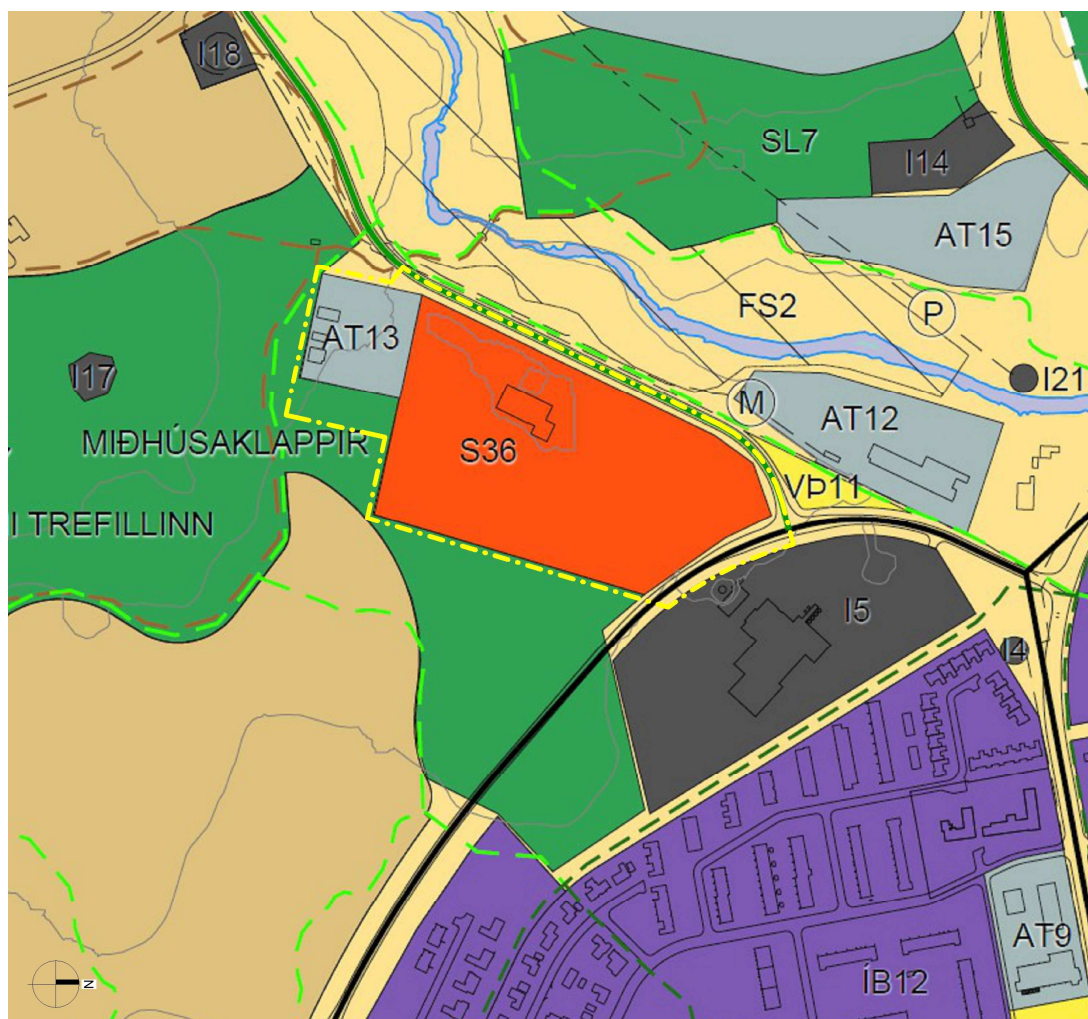 I18
SL7
I14
AT15
FS2
P
AT13
I17
I21
M
AT12
MIÐHÚSAKLAPPIR
S36
VÞ11
I TREFILLINN
I5
I4
AT9
ÍB12
N